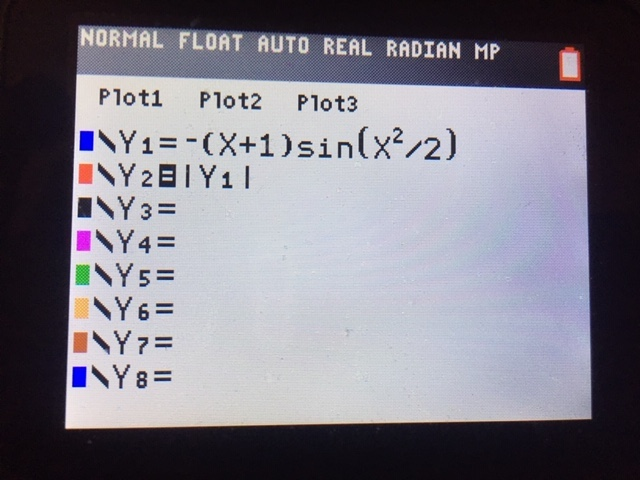 NORMAL FLOAT AUTO REAL RADIAN MP
Plot1 Plot2 Plot3
\Y₁=-(X+1)sin(X²/2)
\Y₂=|Y₁|
\Y₃=
\Y₄=
\Y₅=
\Y₆=
\Y₇=
\Y₈=